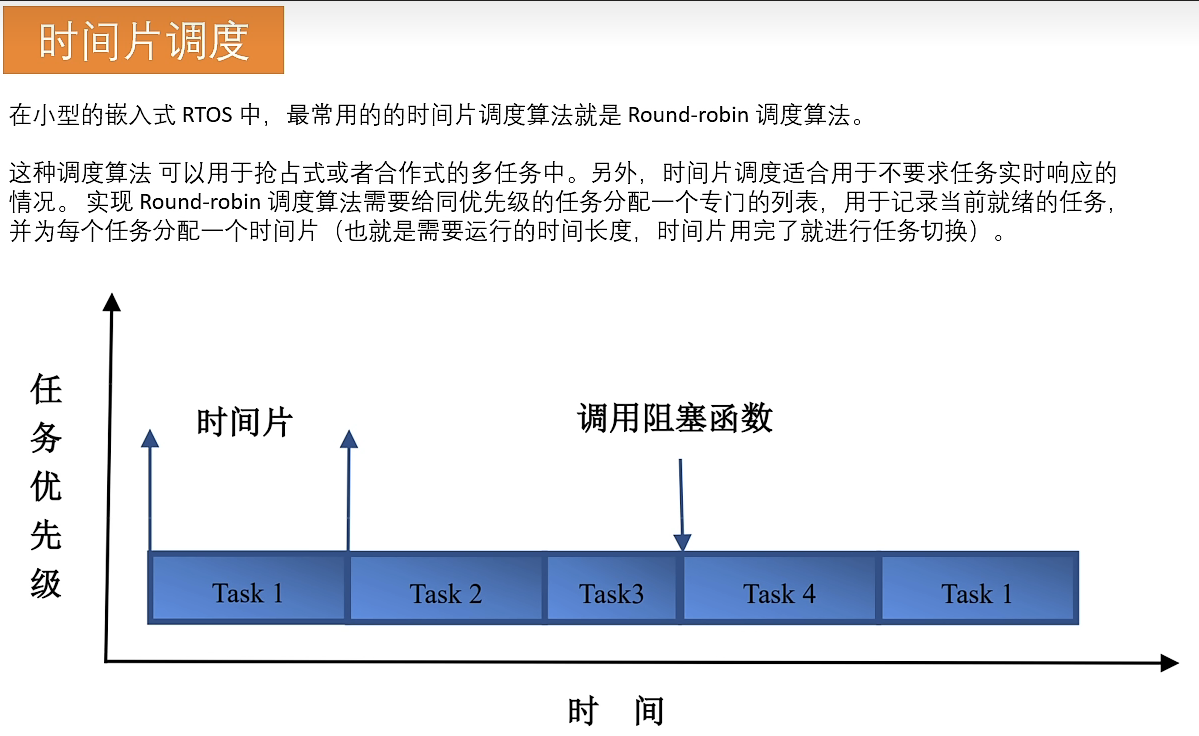 时间片调度
在小型的嵌入式 RTOS 中，最常用的的时间片调度算法就是 Round-robin 调度算法。
这种调度算法 可以用于抢占式或者合作式的多任务中。另外，时间片调度适合用于不要求任务实时响应的
情况。 实现 Round-robin 调度算法需要给同优先级的任务分配一个专门的列表，用于记录当前就绪的任务，
并为每个任务分配一个时间片（也就是需要运行的时间长度，时间片用完了就进行任务切换）。
任务优先级
时间片
调用阻塞函数
Task 1
Task 2
Task3
Task 4
Task 1
时 间